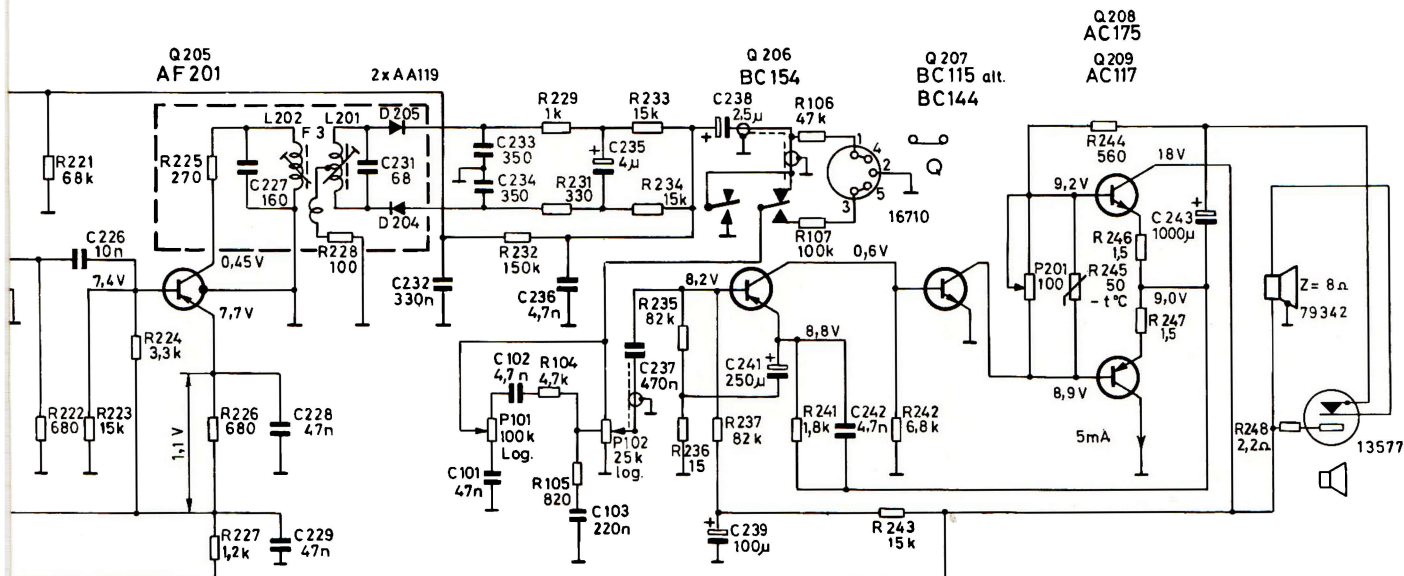 Q208
AC175
Q205
AF201
2xAA119
Q206
BC154
Q207
BC115 alt.
BC144
Q209
AC117
L202
F3
L201
D205
R229
1k
R233
15k
C238
2,5µ
R106
47k
R221
68k
R225
270
C227
160
C231
68
C233
350
C235
4µ
C234
350
R231
330
R234
15k
D204
1
4
2
5
3
16710
Q
R244
560
18V
9,2V
C243
1000µ
C226
10n
R228
100
0,45V
R232
150k
C232
330n
C236
4,7n
R107
100k
0,6V
R246
1,5
P201
100
R245
50
-t°C
9,0V
R247
1,5
Z=8Ω
79342
7,4V
7,7V
8,2V
R235
82k
8,8V
R224
3,3k
C102
4,7n
R104
4,7k
C237
470n
C241
250µ
8,9V
R222
680
R223
15k
1,1V
R226
680
C228
47n
P101
100k
Log.
P102
25k
log.
R236
15
R237
82k
R241
1,8k
C242
4,7n
R242
6,8k
5mA
R248
2,2Ω
13577
C101
47n
R105
820
C103
220n
R227
1,2k
C229
47n
C239
100µ
R243
15k